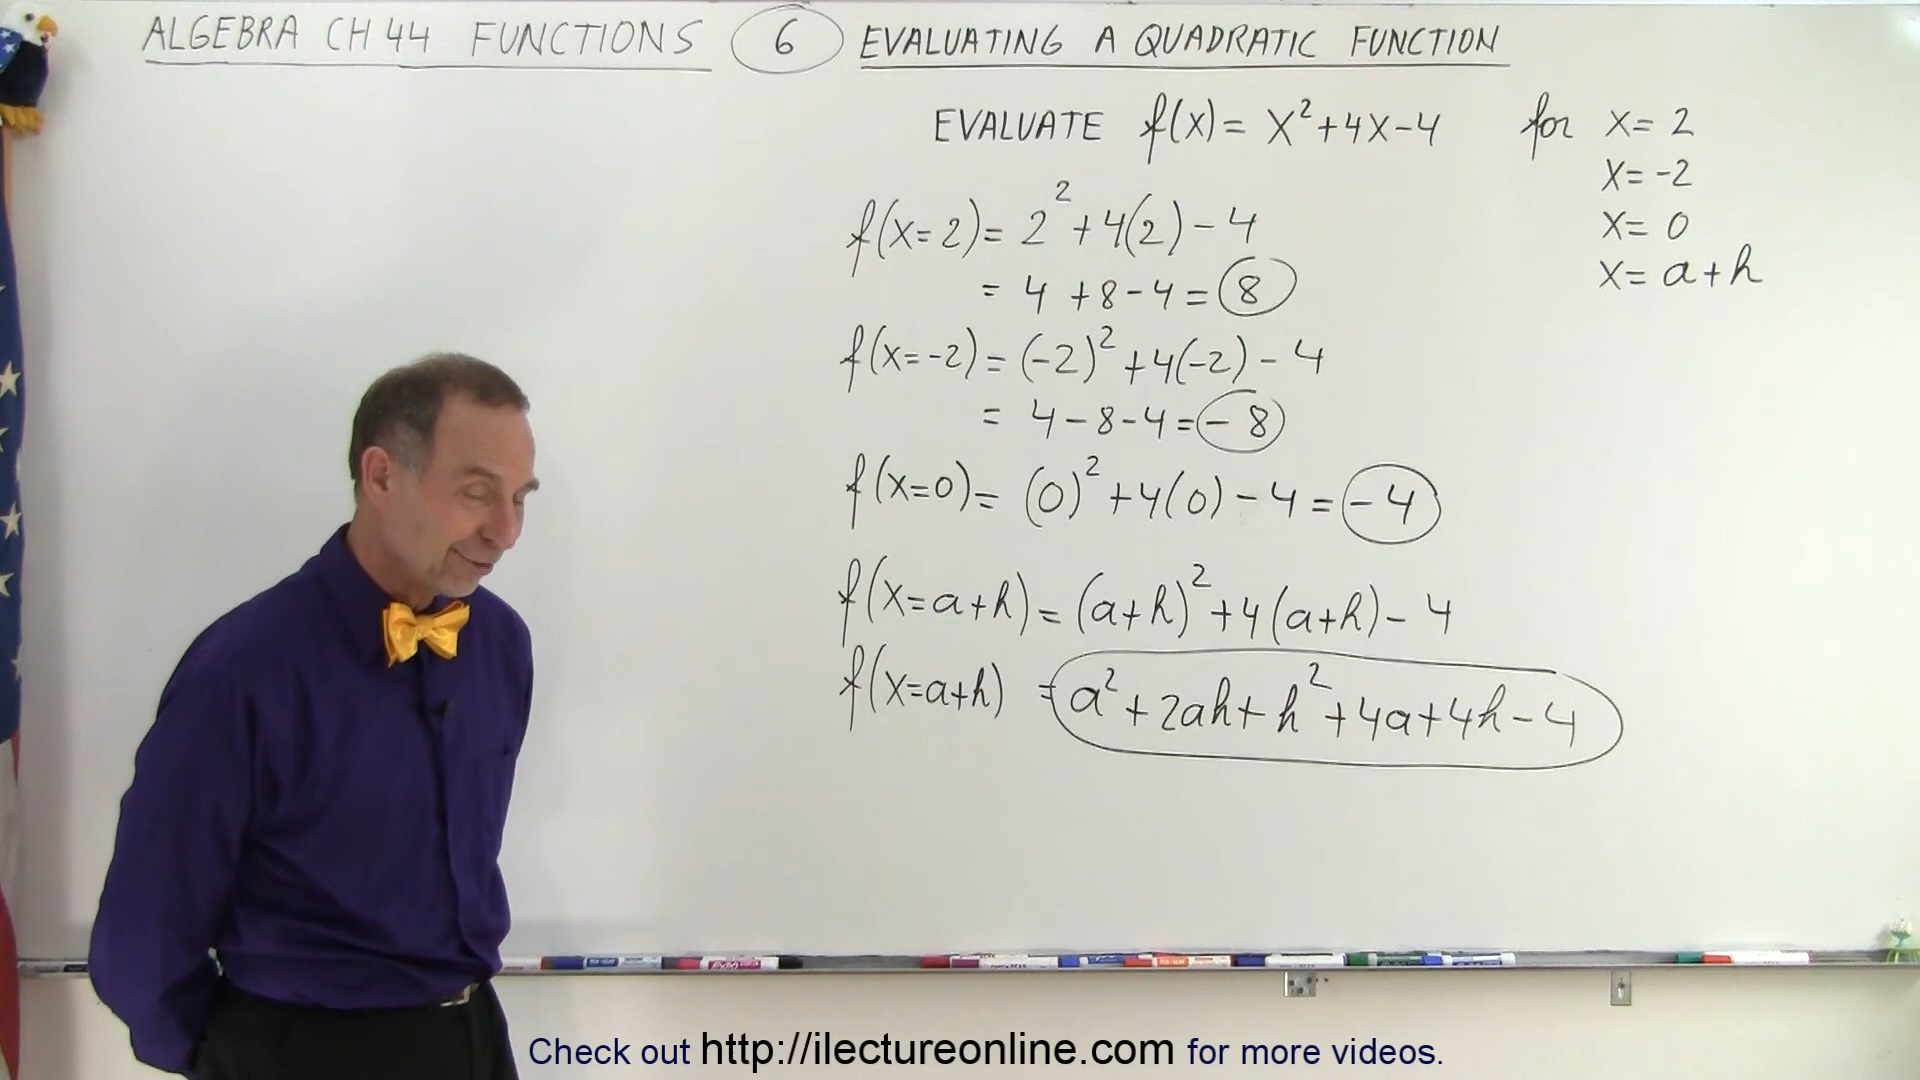 ALGEBRA CH 44 FUNCTIONS 6 EVALUATING A QUADRATIC FUNCTION
EVALUATE f(x) = x²+4x-4 for x= 2
x= -2
x= 0
x= a+h
f(x=2) = 2² + 4(2) - 4
= 4 + 8 - 4 = 8
f(x=-2) = (-2)² + 4(-2) - 4
= 4 - 8 - 4 = -8
f(x=0) = (0)² + 4(0) - 4 = -4
f(x=a+h) = (a+h)² + 4(a+h) - 4
f(x=a+h) = a² + 2ah + h² + 4a + 4h - 4
Check out http://ilectureonline.com for more videos.